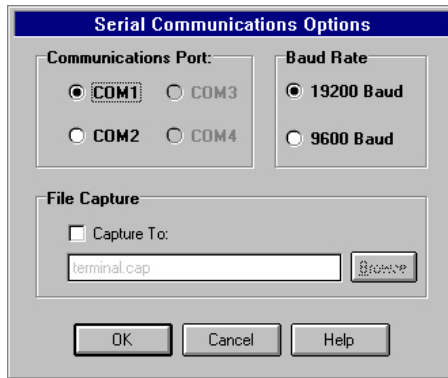 Serial Communications Options
Communications Port:
COM1 COM3
COM2 COM4
Baud Rate
19200 Baud
9600 Baud
File Capture
Capture To:
terminal.cap Browse
OK Cancel Help